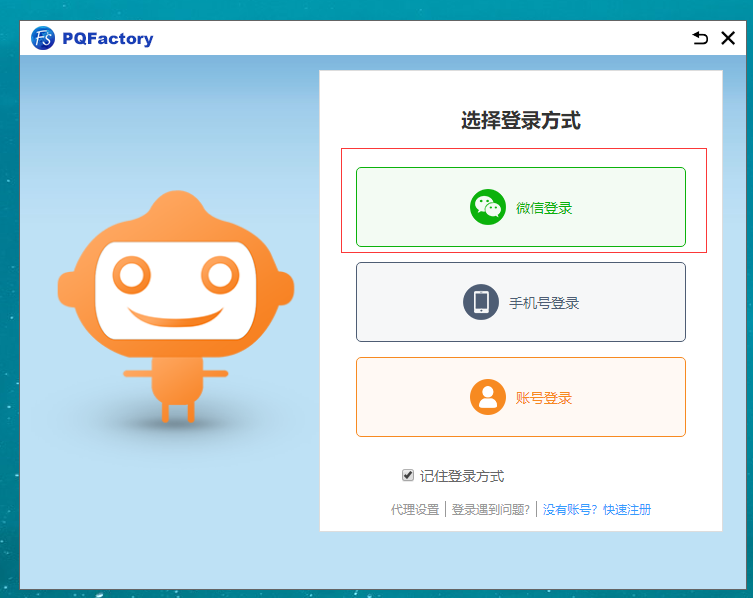 FS PQFactory
选择登录方式
微信登录
手机号登录
账号登录
记住登录方式
代理设置 登录遇到问题? 没有账号? 快速注册